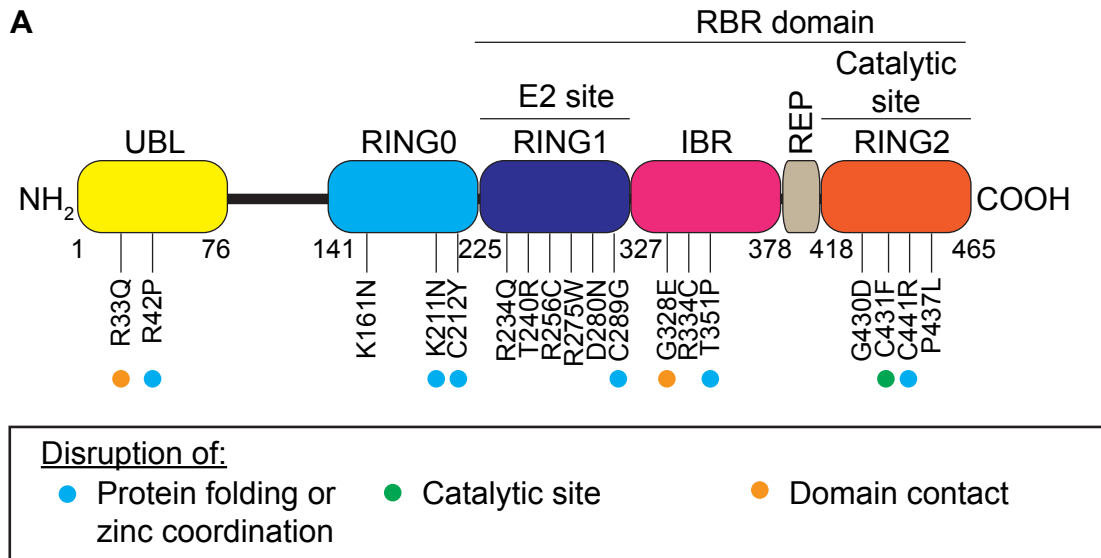 A
RBR domain
E2 site
Catalytic
site
UBL
RING0
RING1
IBR
REP
RING2
NH2
COOH
1
76
141
225
327
378
418
465
R33Q
R42P
K161N
K211N
C212Y
R234Q
T240R
R256C
R275W
D280N
C289G
G328E
R334C
T351P
G430D
C431F
C441R
P437L
Disruption of:
Protein folding or
zinc coordination
Catalytic site
Domain contact